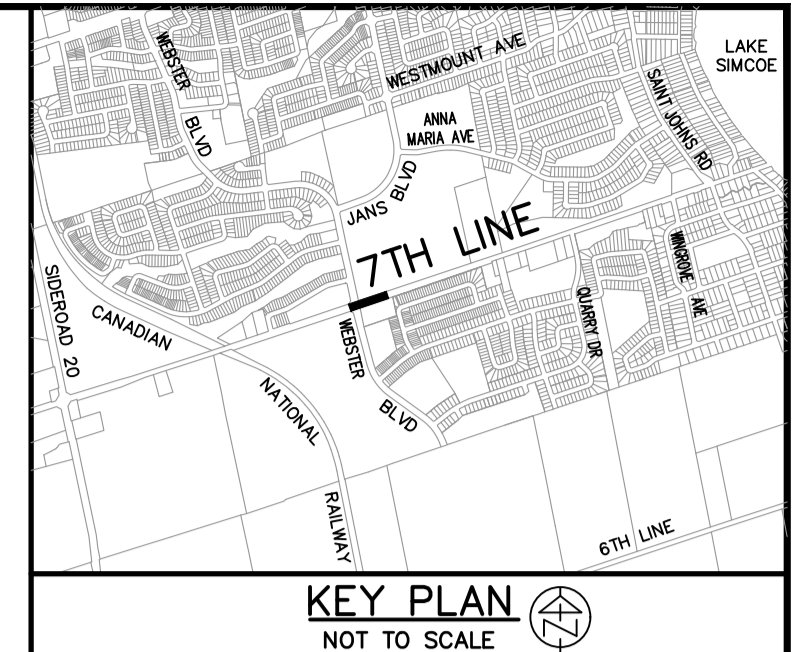 WEBSTER
BLVD
WESTMOUNT AVE
LAKE
SIMCOE
SAINT JOHNS RD
ANNA
MARIA AVE
JANS BLVD
7TH LINE
WINGROVE AVE
SIDEROAD 20
CANADIAN
NATIONAL
RAILWAY
WEBSTER
BLVD
QUARRY DR
6TH LINE
KEY PLAN
N
NOT TO SCALE